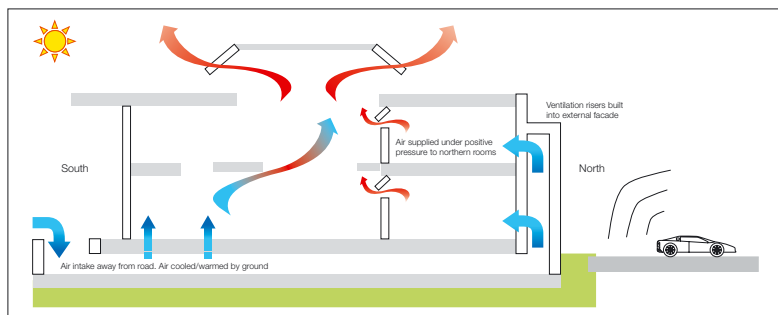 Ventilation risers built
into external facade
Air supplied under positive
pressure to northern rooms
South
North
Air intake away from road. Air cooled/warmed by ground